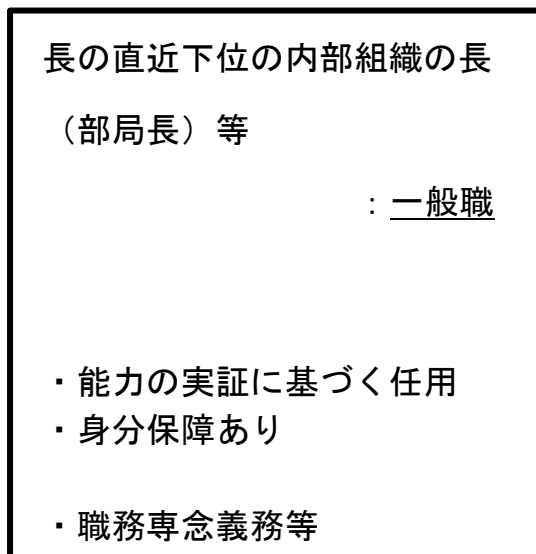 長の直近下位の内部組織の長
（部局長）等
：一般職
・能力の実証に基づく任用
・身分保障あり
・職務専念義務等